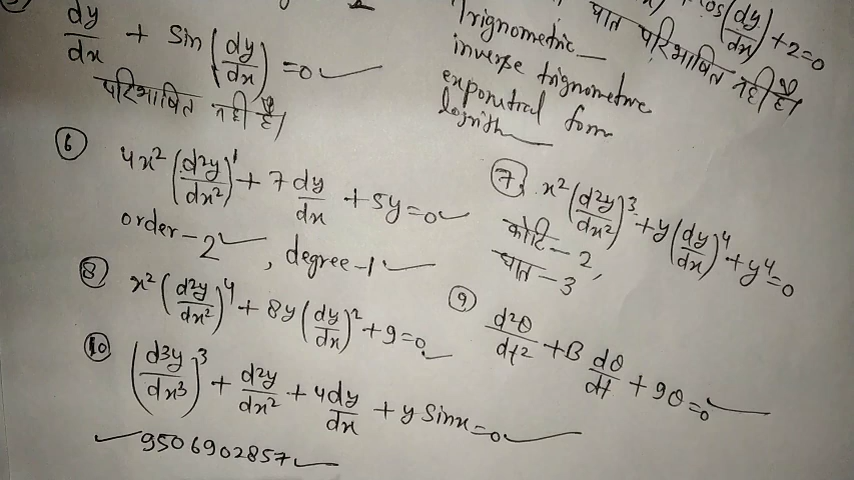 dy/dx + Sin (dy/dx) = 0
परिभाषित नहीं है।
Trignometric
inverse trignometric
exponetial form
logrith
cos(dy/dx) + 2 = 0
घात परिभाषित नहीं है।
⑥ 4x² (d²y/dx²)¹ + 7 dy/dx + 5y = 0
order - 2, degree - 1
⑦ x² (d²y/dx²)³ + y (dy/dx)⁴ + y⁴ = 0
कोटि - 2,
घात - 3
⑧ x² (d²y/dx²)⁴ + 8y (dy/dx)² + 9 = 0
⑨ d²θ/dt² + B dθ/dt + 9θ = 0
⑩ (d³y/dx³)³ + d²y/dx² + 4dy/dx + y Sinx = 0
9506902857